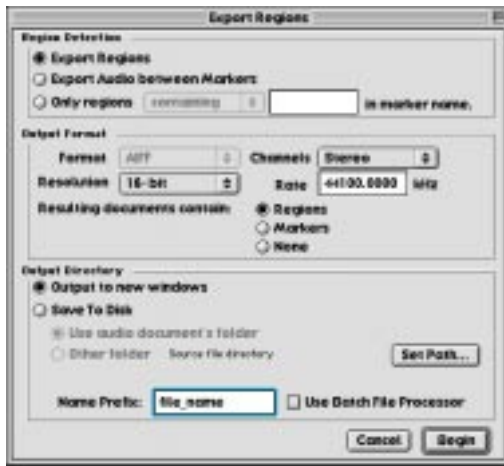 Export Regions
Region Detection
Export Regions
Export Audio between Markers
Only regions containing in marker name.
Output Format
Format AIFF Channels Stereo
Resolution 16-bit Rate 44100.0000 kHz
Resulting documents contain: Regions
Markers
None
Output Directory
Output to new windows
Save To Disk
Use audio document's folder
Other folder Source file directory Set Path...
Name Prefix: file_name Use Batch File Processor
Cancel Begin